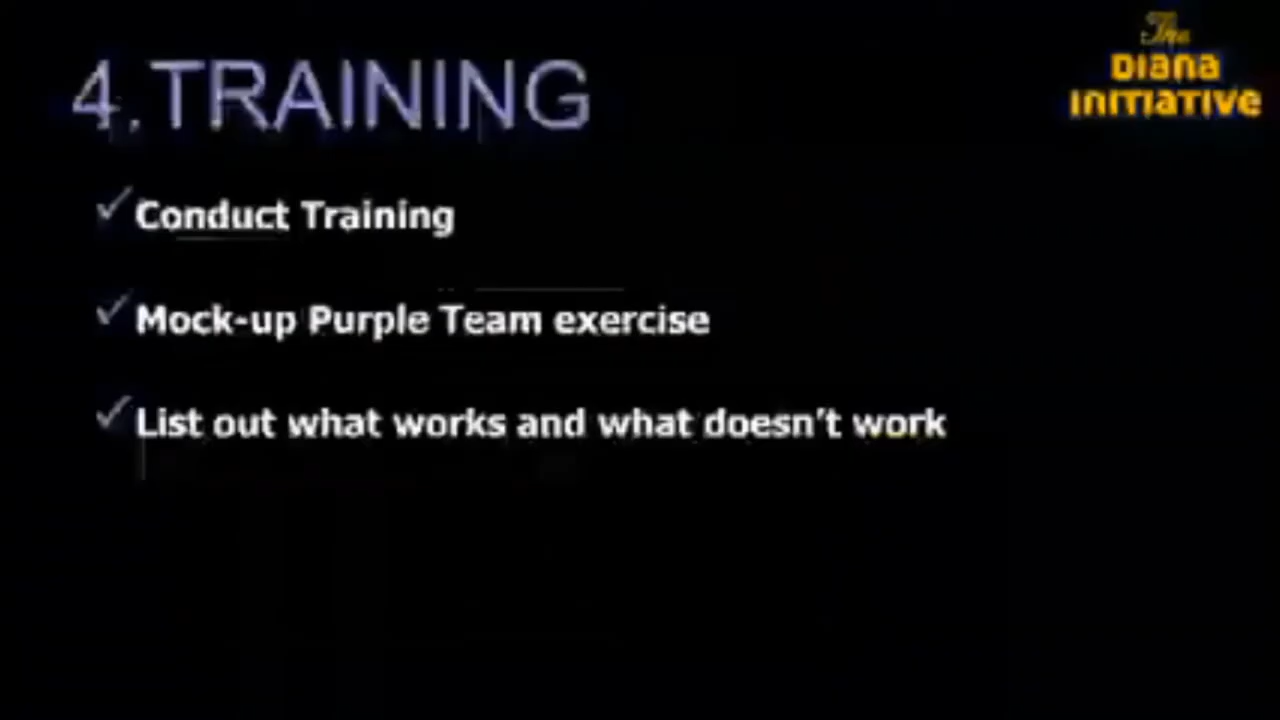 The
DIANA
INITIATIVE
4.TRAINING
✓Conduct Training
✓Mock-up Purple Team exercise
✓List out what works and what doesn't work